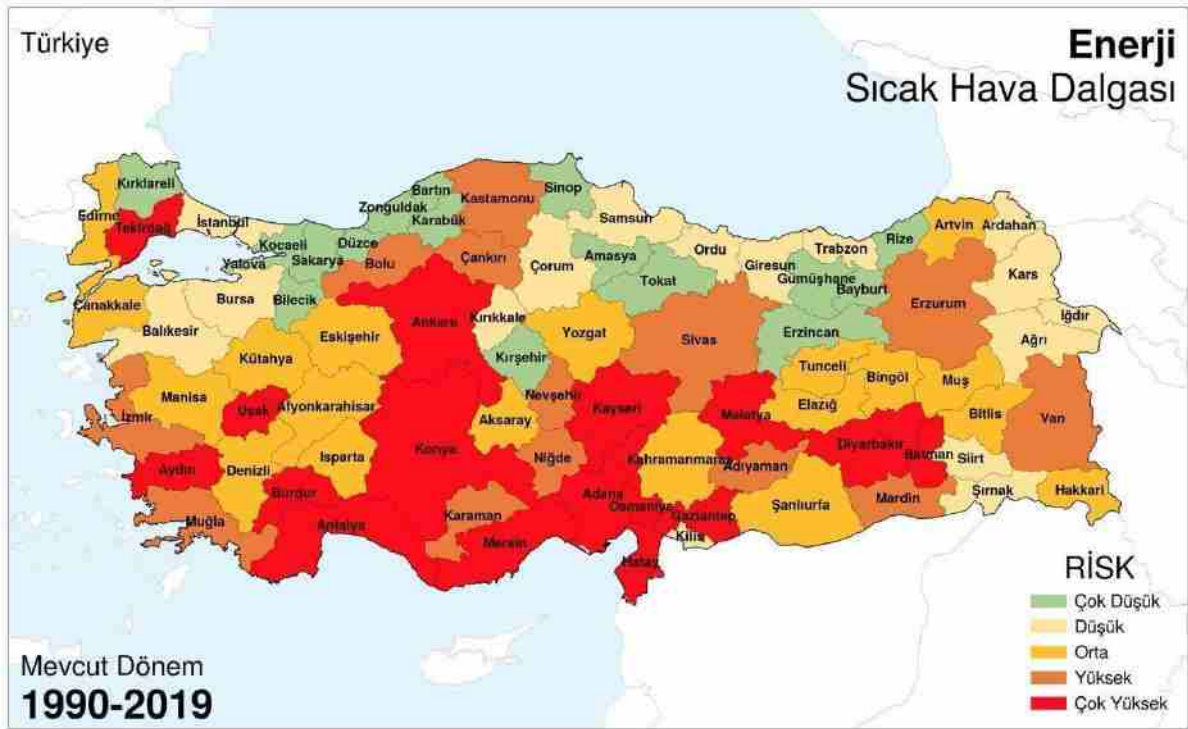 Türkiye
Enerji
Sıcak Hava Dalgası
Kırklareli
Edirne
Tekirdağ
İstanbul
Kocaeli
Yalova
Sakarya
Düzce
Zonguldak
Bartın
Karabük
Kastamonu
Sinop
Samsun
Bolu
Çankırı
Çorum
Amasya
Ordu
Tokat
Giresun
Trabzon
Gümüşhane
Bayburt
Rize
Artvin
Ardahan
Kars
Iğdır
Ağrı
Erzurum
Erzincan
Çanakkale
Balıkesir
Bursa
Bilecik
Eskişehir
Kütahya
Ankara
Kırıkkale
Kırşehir
Yozgat
Sivas
Tunceli
Bingöl
Muş
Elazığ
Bitlis
Van
Manisa
İzmir
Uşak
Afyonkarahisar
Aksaray
Nevşehir
Kayseri
Malatya
Diyarbakır
Batman
Siirt
Şırnak
Hakkari
Aydın
Denizli
Isparta
Konya
Niğde
Kahramanmaraş
Adıyaman
Mardin
Şanlıurfa
Burdur
Muğla
Antalya
Karaman
Mersin
Adana
Osmaniye
Gaziantep
Kilis
Hatay
RİSK
Çok Düşük
Düşük
Orta
Yüksek
Çok Yüksek
Mevcut Dönem
1990-2019